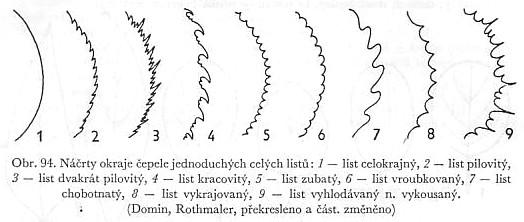 1 2 3 4 5 6 7 8 9
Obr. 94. Náčrty okraje čepele jednoduchých celých listů: 1 — list celokrajný, 2 — list pilovitý,
3 — list dvakrát pilovitý, 4 — list kracovitý, 5 — list zubatý, 6 — list vroubkovaný, 7 — list
chobotnatý, 8 — list vykrajovaný, 9 — list vyhlodávaný n. vykousaný.
(Domin, Rothmaler, překresleno a část. změněno)